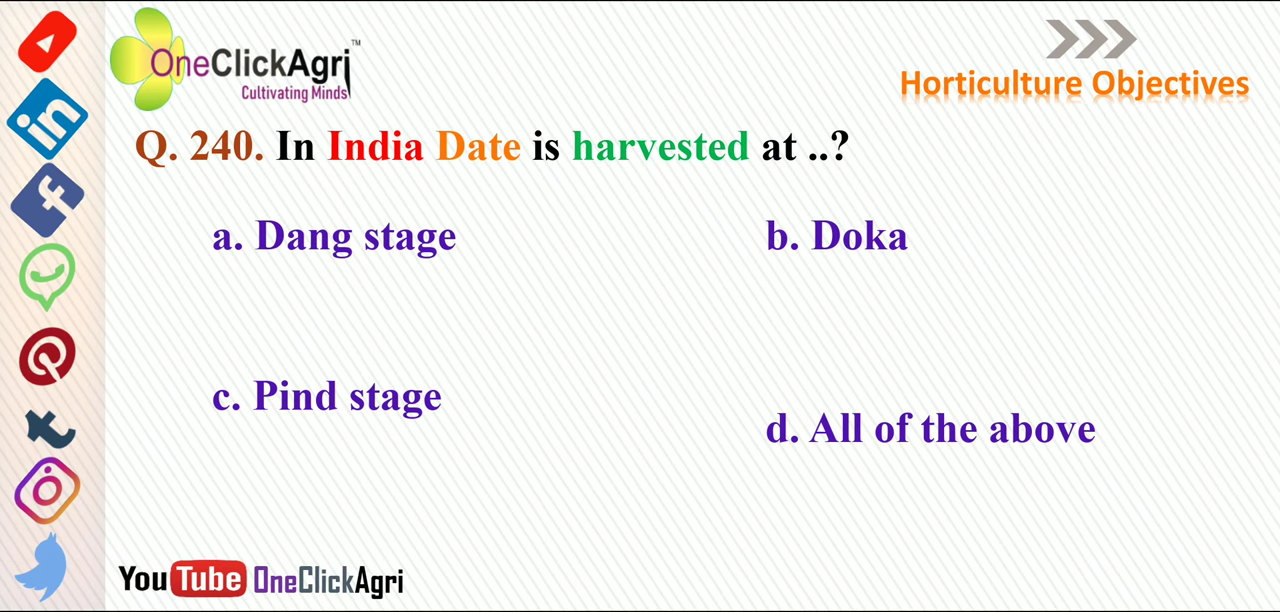 OneClickAgri™
Cultivating Minds
Horticulture Objectives
Q. 240. In India Date is harvested at ..?
a. Dang stage
b. Doka
c. Pind stage
d. All of the above
YouTube OneClickAgri